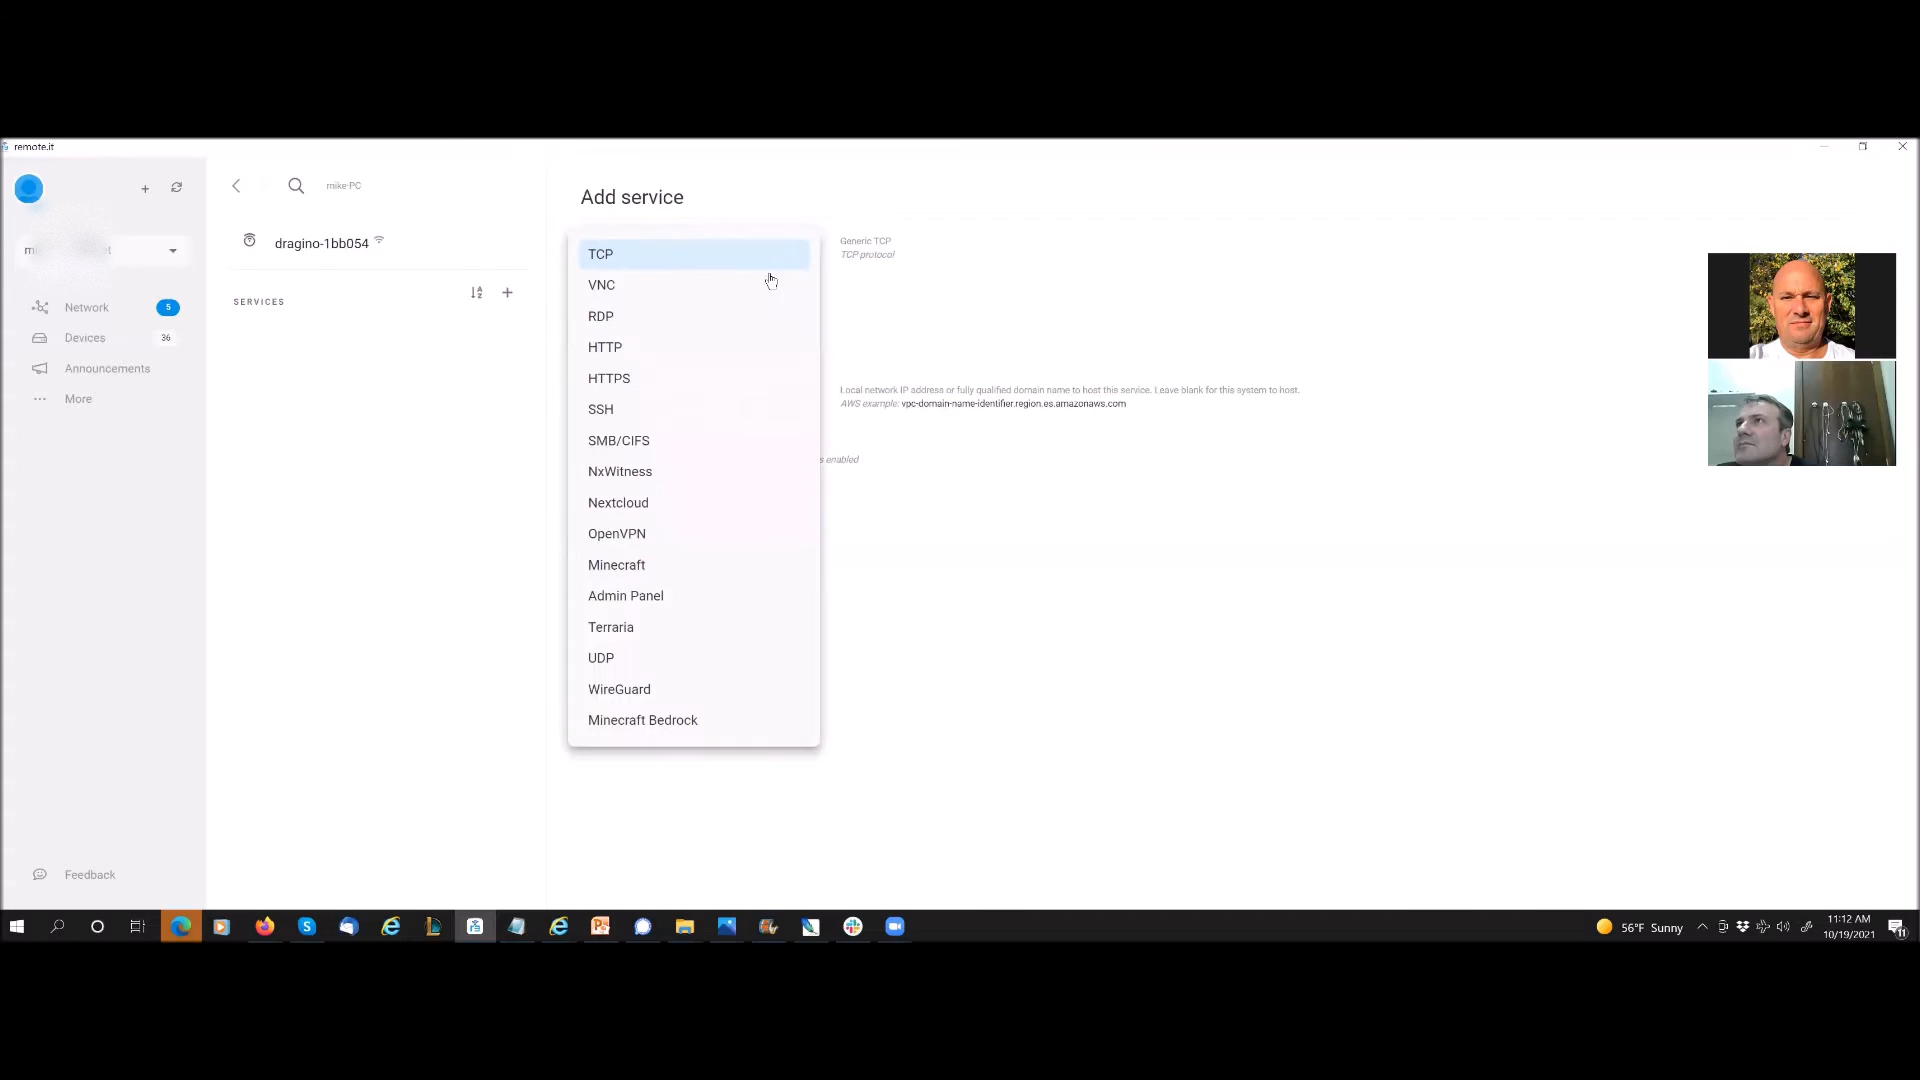 remote.it
mike-PC
Add service
dragino-1bb054
Network 5
Devices 36
Announcements
More
Feedback
SERVICES
TCP
VNC
RDP
HTTP
HTTPS
SSH
SMB/CIFS
NxWitness
Nextcloud
OpenVPN
Minecraft
Admin Panel
Terraria
UDP
WireGuard
Minecraft Bedrock
Generic TCP
TCP protocol
Local network IP address or fully qualified domain name to host this service. Leave blank for this system to host.
AWS example: vpc-domain-name-identifier.region.es.amazonaws.com
s enabled
56°F Sunny
11:12 AM
10/19/2021
11